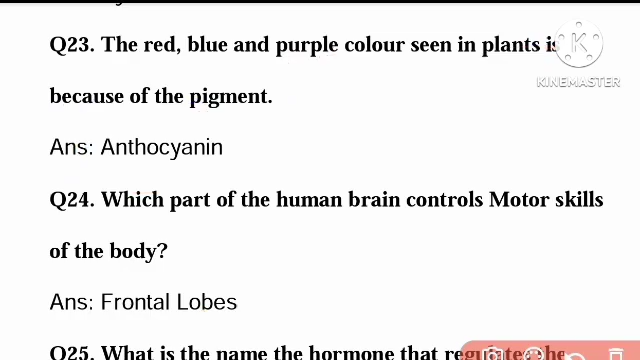 Q23. The red, blue and purple colour seen in plants is
KINEMASTER
because of the pigment.
Ans: Anthocyanin
Q24. Which part of the human brain controls Motor skills
of the body?
Ans: Frontal Lobes
Q25. What is the name the hormone that regulates the